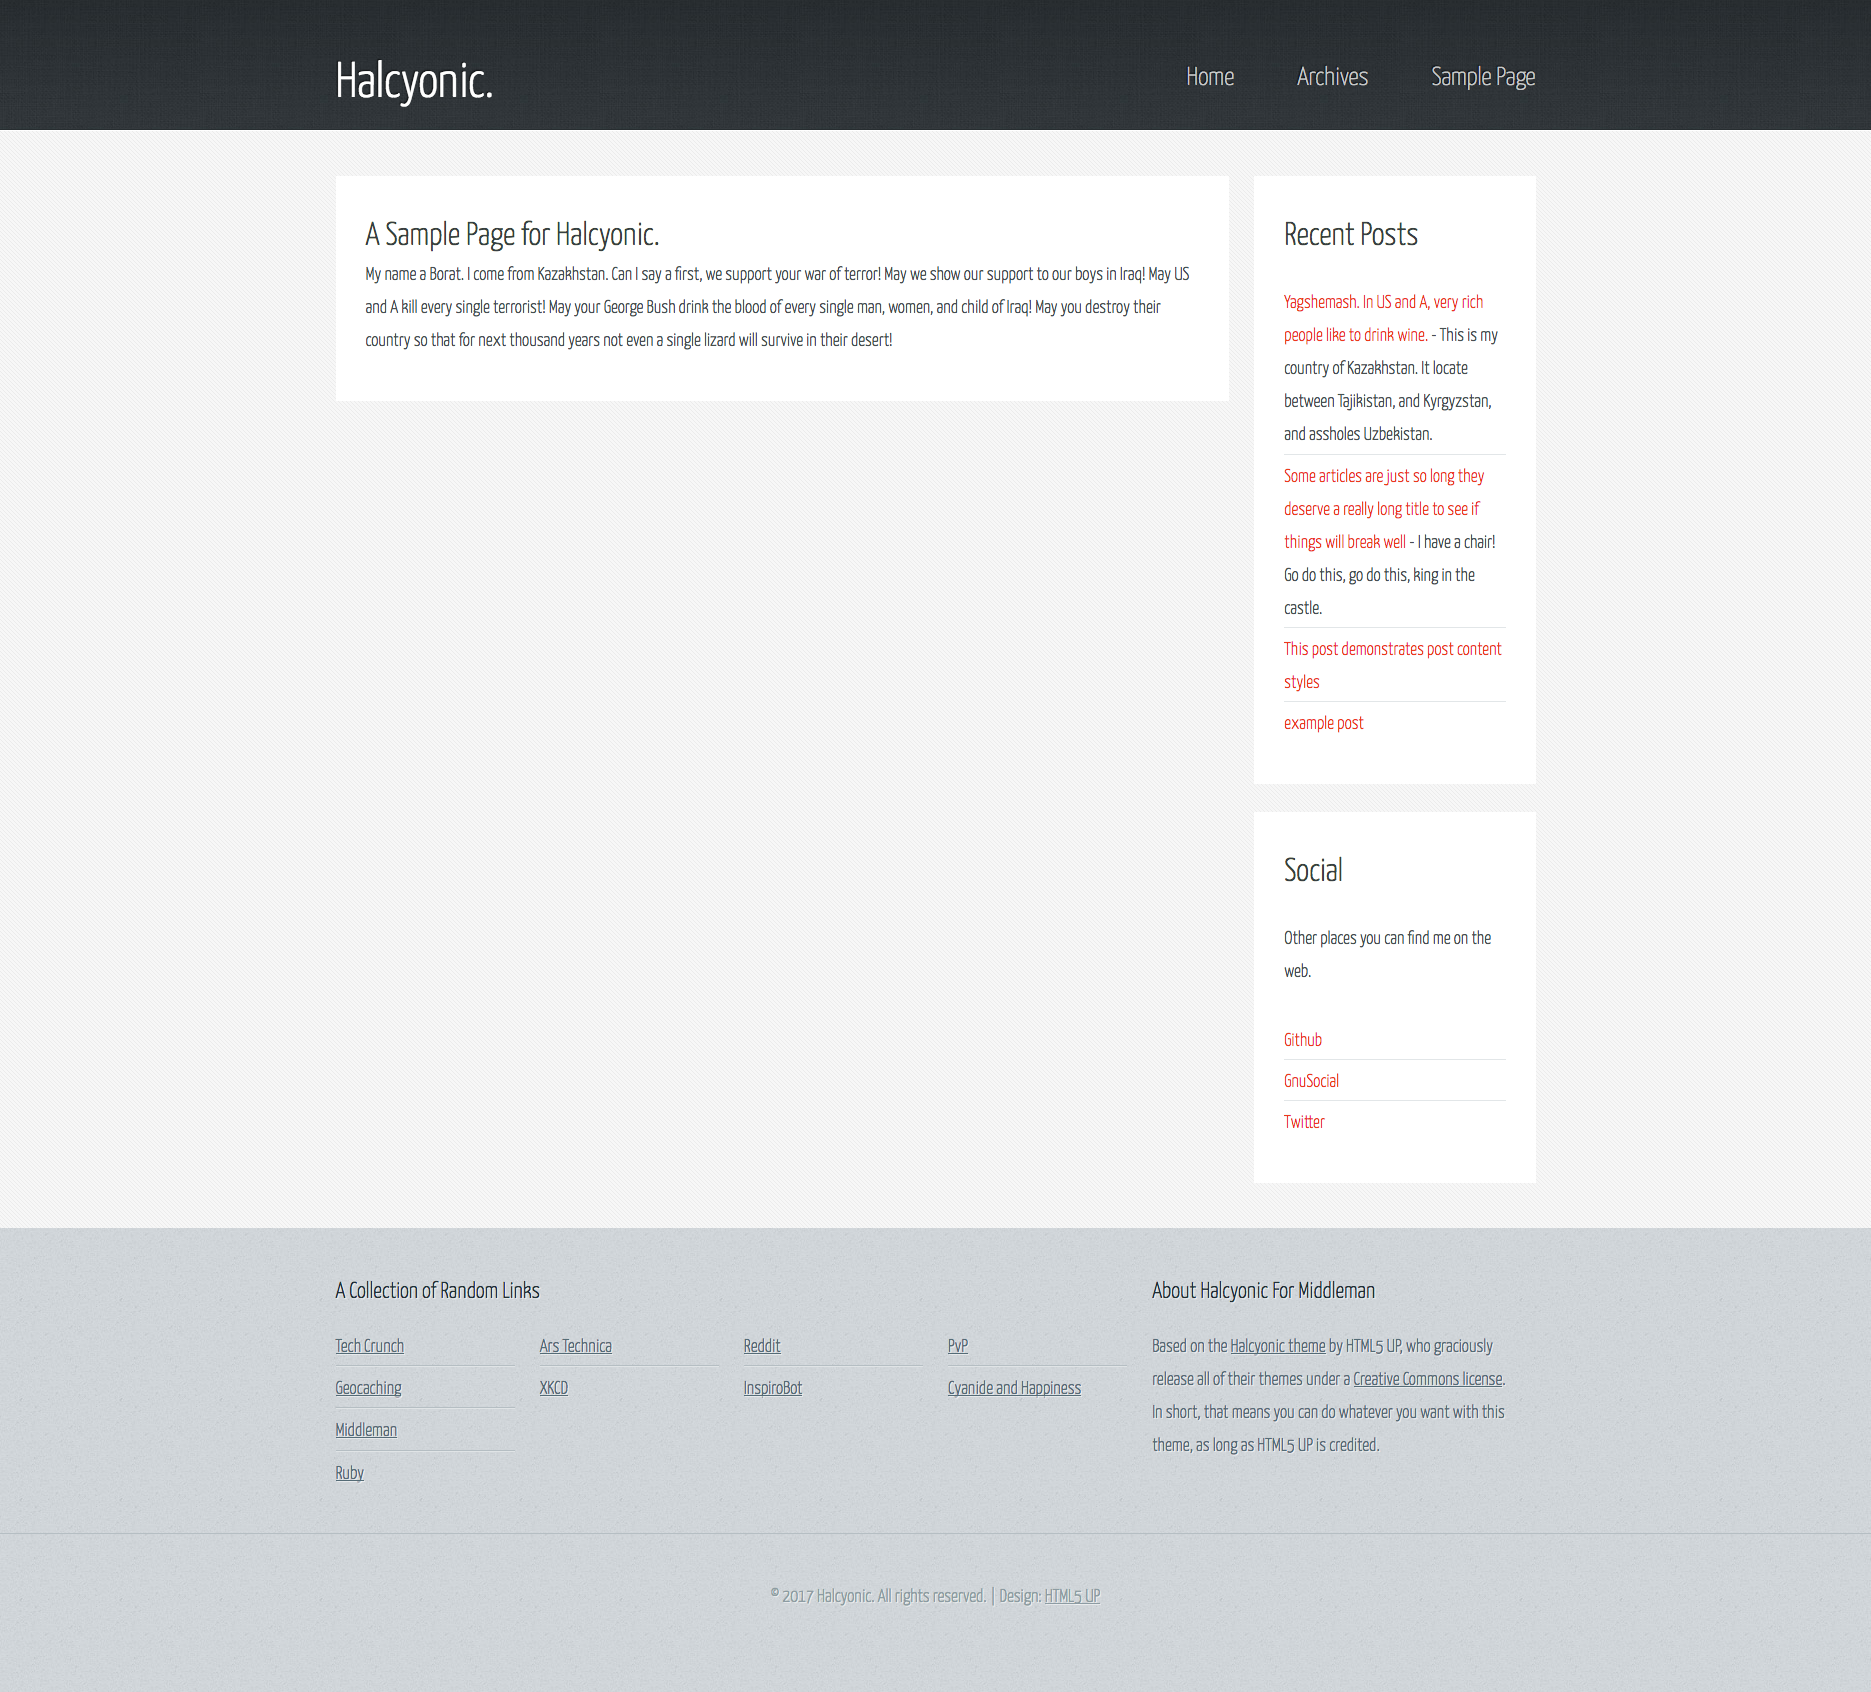 Halcyonic.
Home Archives Sample Page
A Sample Page for Halcyonic.
My name a Borat. I come from Kazakhstan. Can I say a first, we support your war of terror! May we show our support to our boys in Iraq! May US
and A kill every single terrorist! May your George Bush drink the blood of every single man, women, and child of Iraq! May you destroy their
country so that for next thousand years not even a single lizard will survive in their desert!
Recent Posts
Yagshemash. In US and A, very rich
people like to drink wine. - This is my
country of Kazakhstan. It locate
between Tajikistan, and Kyrgyzstan,
and assholes Uzbekistan.
Some articles are just so long they
deserve a really long title to see if
things will break well - I have a chair!
Go do this, go do this, king in the
castle.
This post demonstrates post content
styles
example post
Social
Other places you can find me on the
web.
Github
GnuSocial
Twitter
A Collection of Random Links
Tech Crunch
Geocaching
Middleman
Ruby
Ars Technica
XKCD
Reddit
InspiroBot
PvP
Cyanide and Happiness
About Halcyonic For Middleman
Based on the Halcyonic theme by HTML5 UP, who graciously
release all of their themes under a Creative Commons license.
In short, that means you can do whatever you want with this
theme, as long as HTML5 UP is credited.
© 2017 Halcyonic. All rights reserved. | Design: HTML5 UP